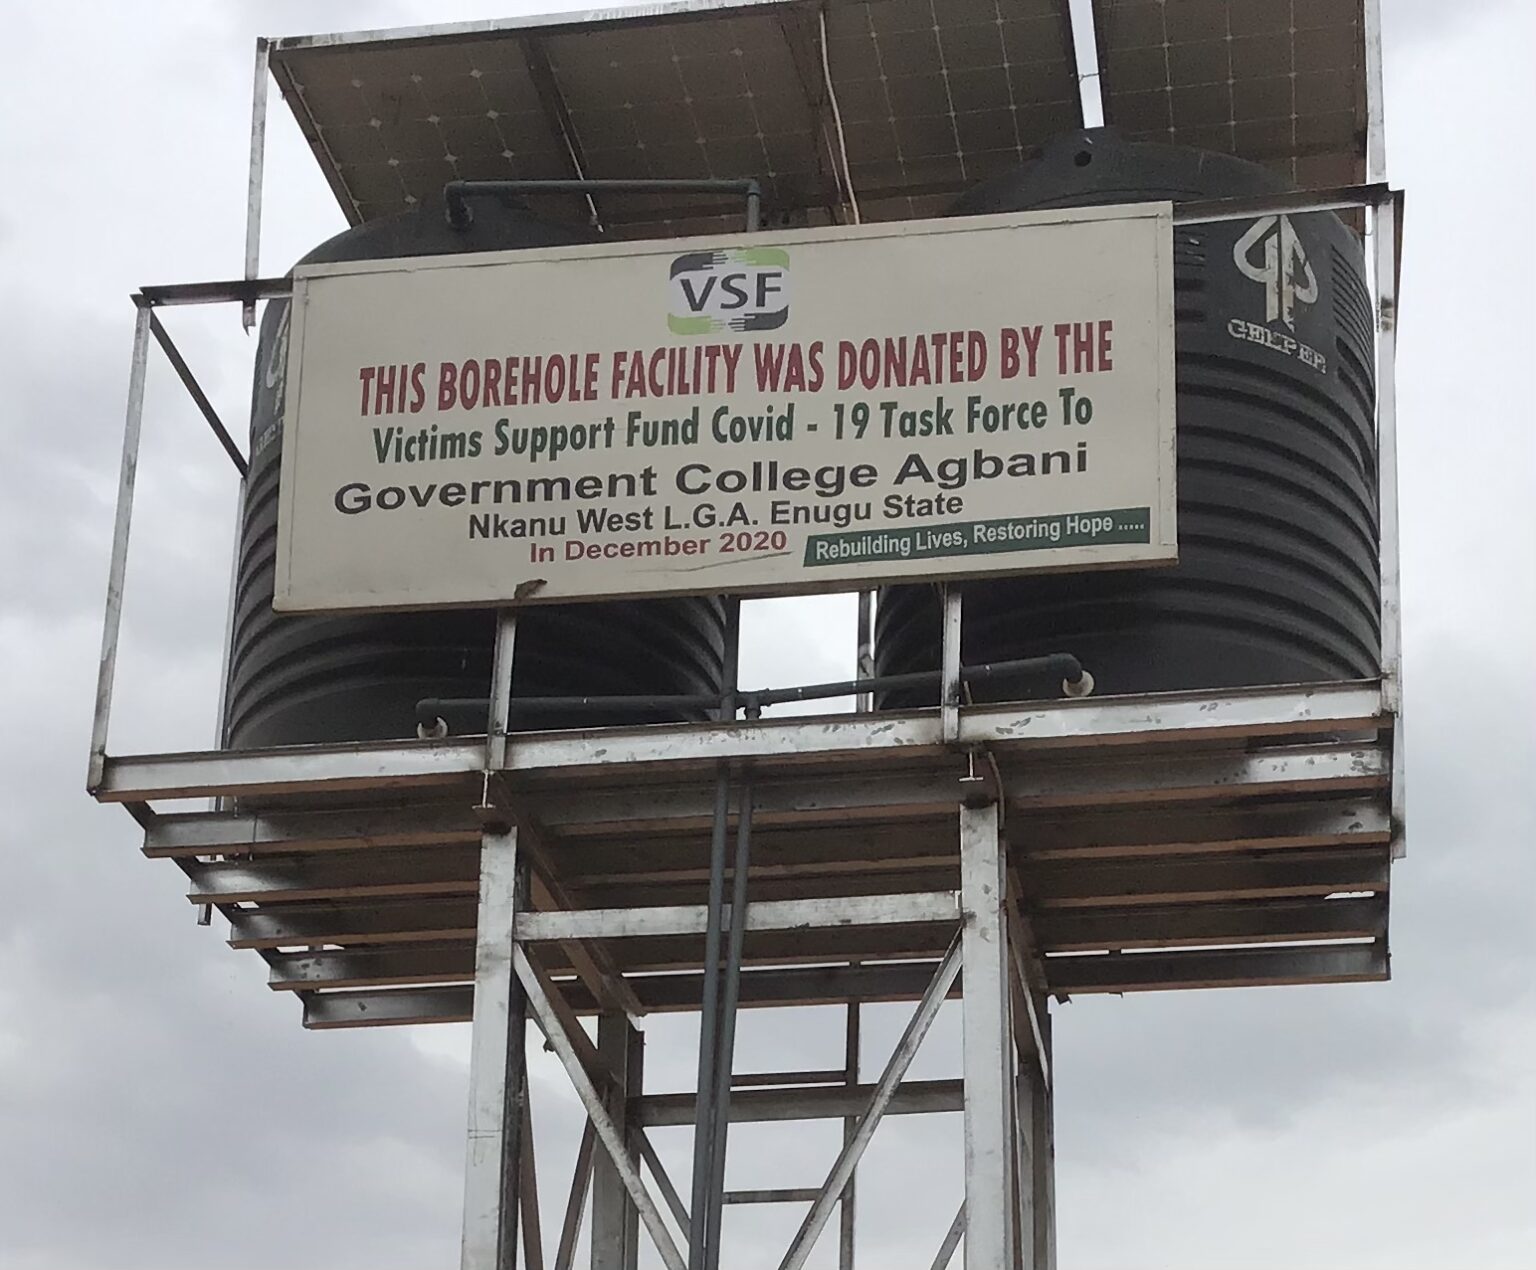 VSF
THIS BOREHOLE FACILITY WAS DONATED BY THE
Victims Support Fund Covid - 19 Task Force To
Government College Agbani
Nkanu West L.G.A. Enugu State
In December 2020
Rebuilding Lives, Restoring Hope .....
GEEPEE